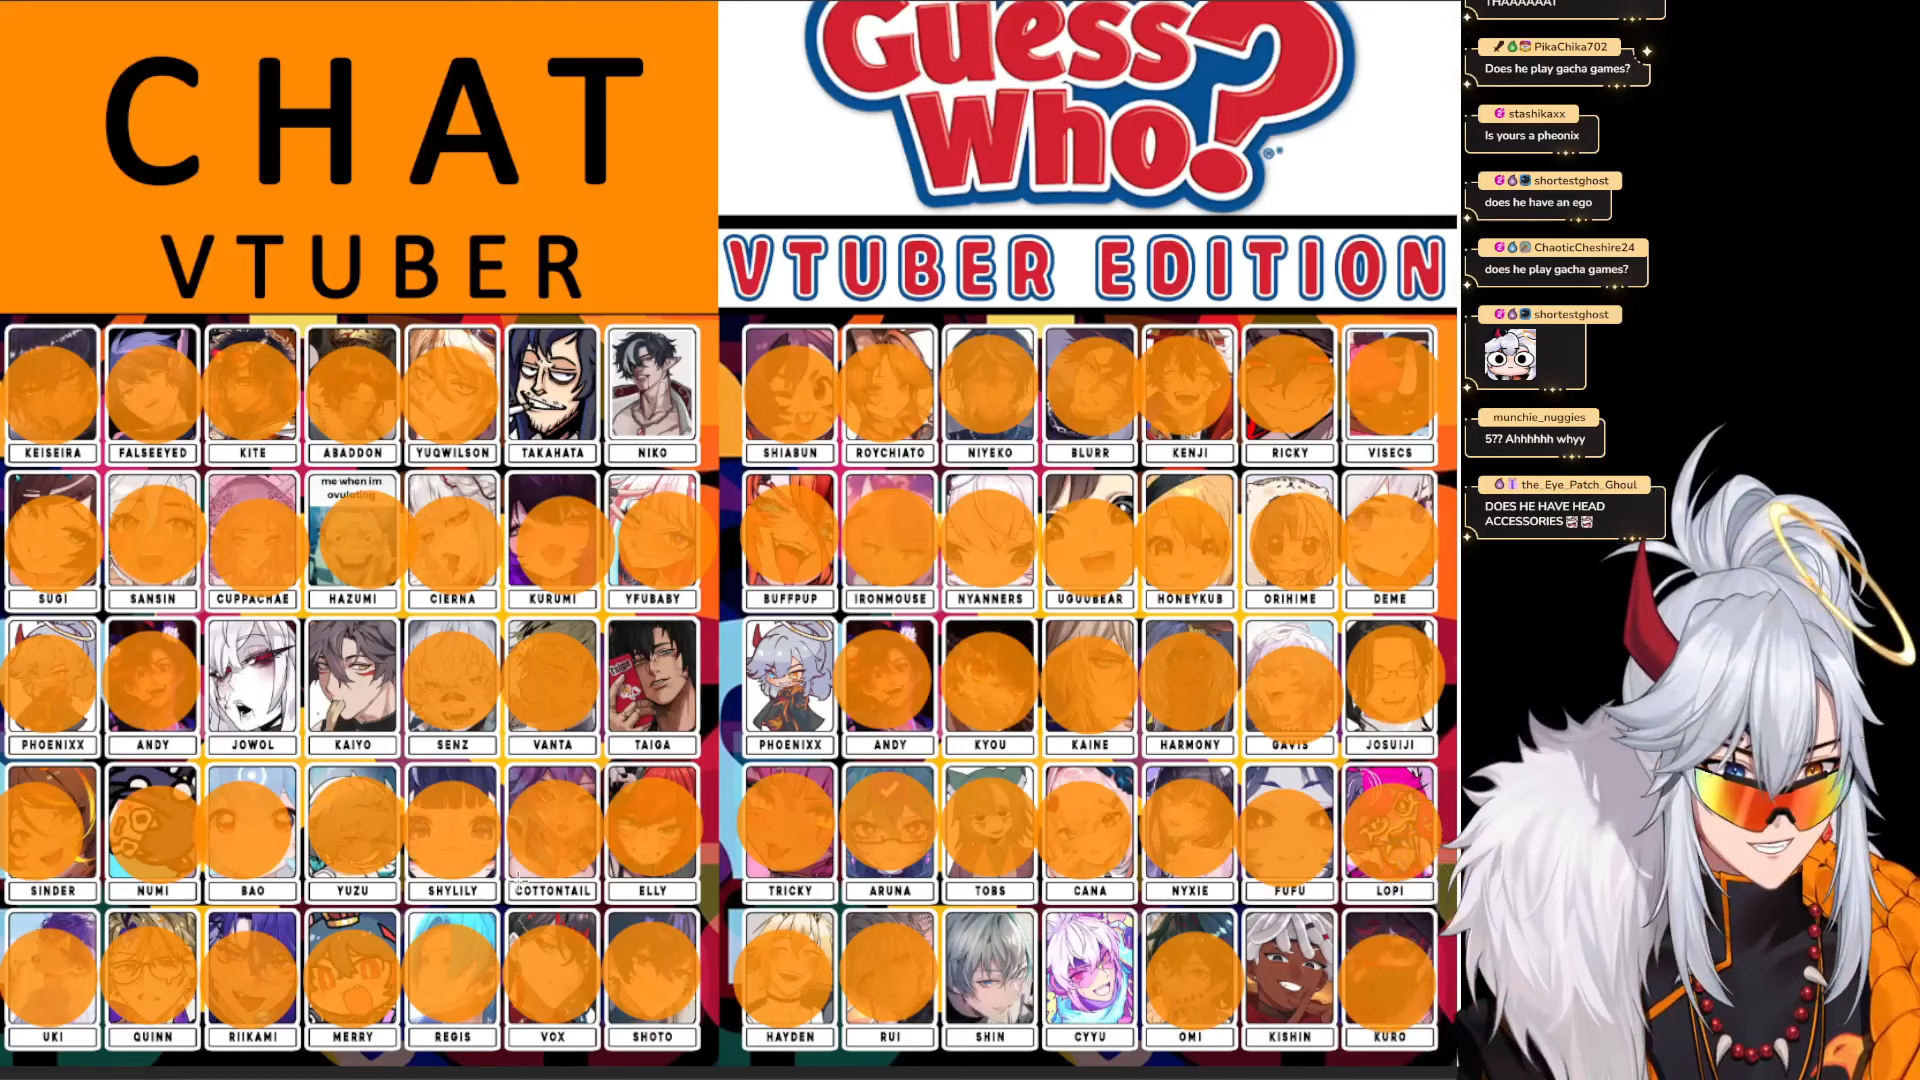 CHAT
VTUBER
Guess
Who?
®*
VTUBER EDITION
KEISEIRA FALSEEYED KITE ABADDON YUQWILSON TAKAHATA NIKO
SHIABUN ROYCHIATO NIYEKO BLURR KENJI RICKY VISECS
me when im
ovulating
SUGI SANSIN CUPPACHAE HAZUMI CIERNA KURUMI YFUBABY
BUFFPUP IRONMOUSE NYANNERS UGUUBEAR HONEYKUB ORIHIME DEME
PHOENIXX ANDY JOWOL KAIYO SENZ VANTA TAIGA
PHOENIXX ANDY KYOU KAINE HARMONY GAVIS JOSUIJI
SINDER NUMI BAO YUZU SHYLILY COTTONTAIL ELLY
TRICKY ARUNA TOBS CANA NYXIE FUFU LOPI
UKI QUINN RIIKAMI MERRY REGIS VOX SHOTO
HAYDEN RUI SHIN CYYU OMI KISHIN KURO
THAAAAAAT
PikaChika702
Does he play gacha games?
stashikaxx
Is yours a pheonix
shortestghost
does he have an ego
ChaoticCheshire24
does he play gacha games?
shortestghost
munchie_nuggies
5?? Ahhhhhh whyy
the_Eye_Patch_Ghoul
DOES HE HAVE HEAD
ACCESSORIES